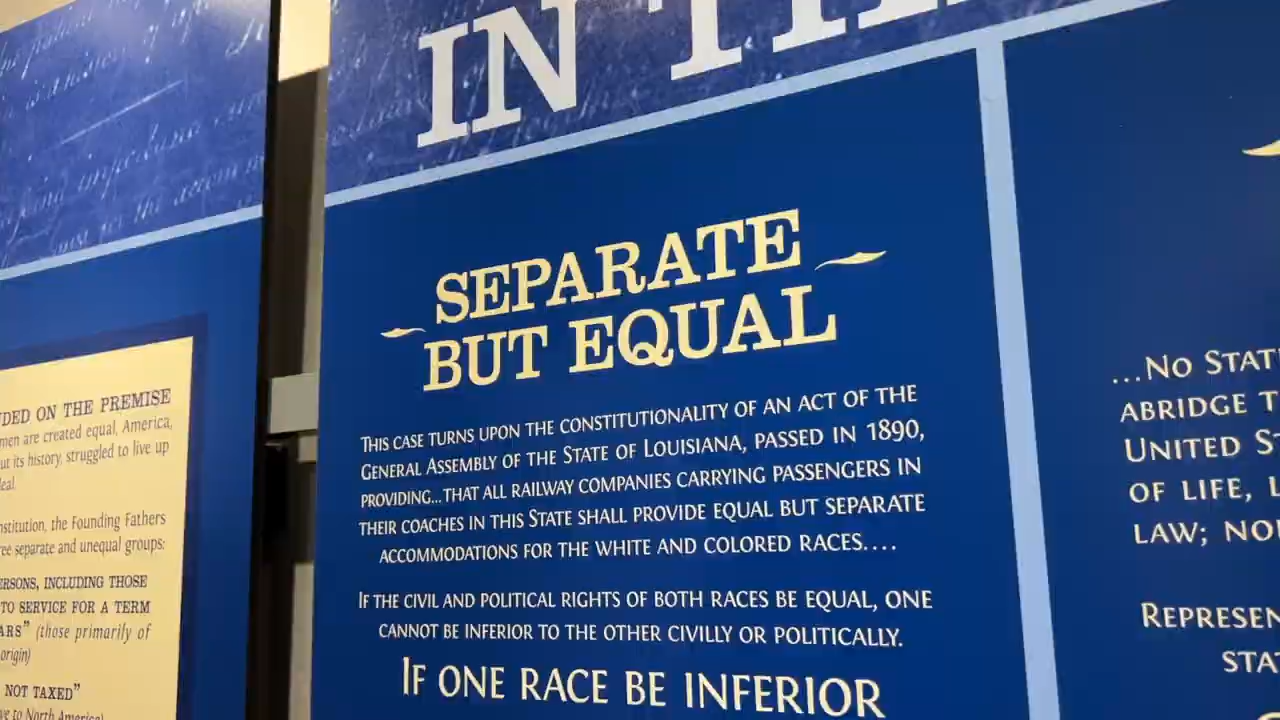 IN
SEPARATE
BUT EQUAL
THIS CASE TURNS UPON THE CONSTITUTIONALITY OF AN ACT OF THE
GENERAL ASSEMBLY OF THE STATE OF LOUISIANA, PASSED IN 1890,
PROVIDING...THAT ALL RAILWAY COMPANIES CARRYING PASSENGERS IN
THEIR COACHES IN THIS STATE SHALL PROVIDE EQUAL BUT SEPARATE
ACCOMMODATIONS FOR THE WHITE AND COLORED RACES....
IF THE CIVIL AND POLITICAL RIGHTS OF BOTH RACES BE EQUAL, ONE
CANNOT BE INFERIOR TO THE OTHER CIVILLY OR POLITICALLY.
IF ONE RACE BE INFERIOR
DED ON THE PREMISE
men are created equal, America,
ut its history, struggled to live up
eal.
nstitution, the Founding Fathers
ree separate and unequal groups:
ERSONS, INCLUDING THOSE
TO SERVICE FOR A TERM
ARS" (those primarily of
origin)
NOT TAXED"
ve to North America)
...NO STAT
ABRIDGE T
UNITED S
OF LIFE, L
LAW; NO
REPRESEN
STA